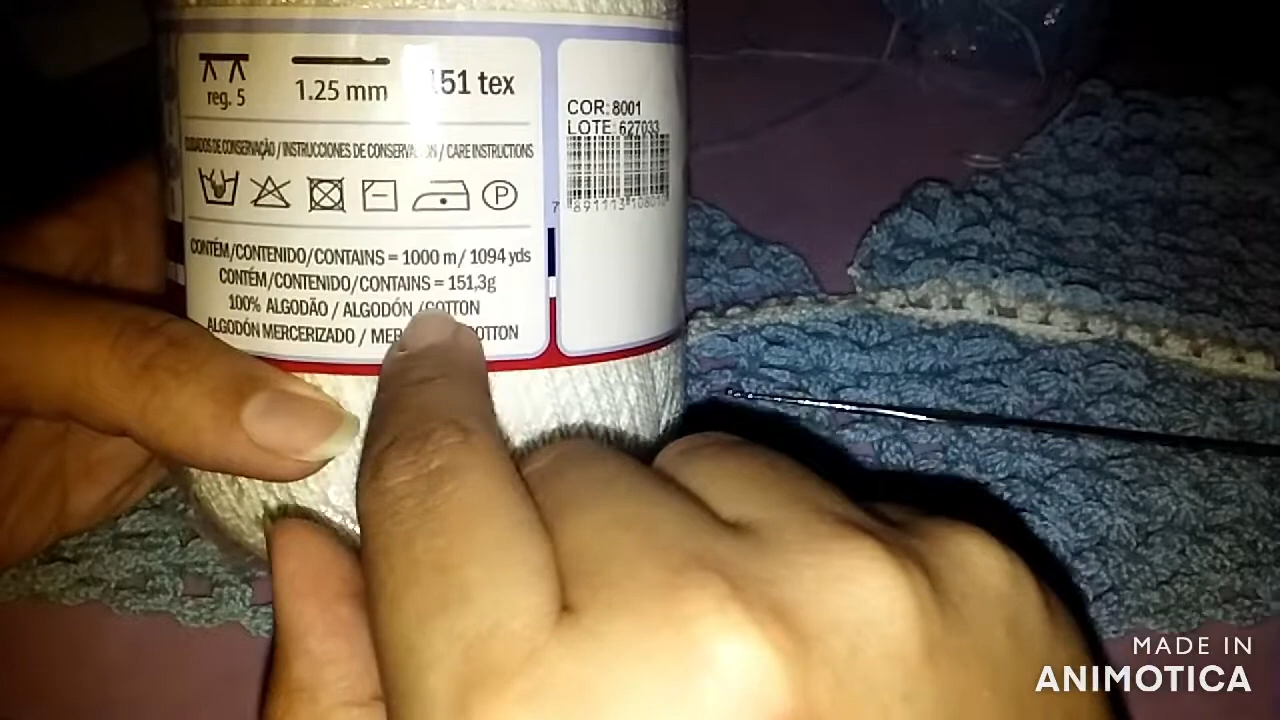 reg. 5
1.25 mm
151 tex
CUIDADOS DE CONSERVAÇÃO / INSTRUCCIONES DE CONSERVACIÓN / CARE INSTRUCTIONS
P
CONTÉM/CONTENIDO/CONTAINS = 1000 m/ 1094 yds
CONTÉM/CONTENIDO/CONTAINS = 151,3g
100% ALGODÃO / ALGODÓN /COTTON
ALGODÓN MERCERIZADO /
COR: 8001
LOTE: 627033
MADE IN
ANIMOTICA